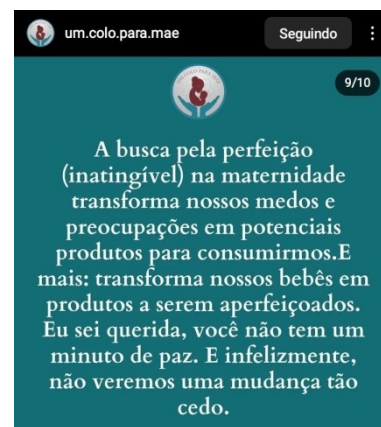 um.colo.para.mae
Seguindo
9/10
A busca pela perfeição
(inatingível) na maternidade
transforma nossos medos e
preocupações em potenciais
produtos para consumirmos.E
mais: transforma nossos bebês em
produtos a serem aperfeiçoados.
Eu sei querida, você não tem um
minuto de paz. E infelizmente,
não veremos uma mudança tão
cedo.